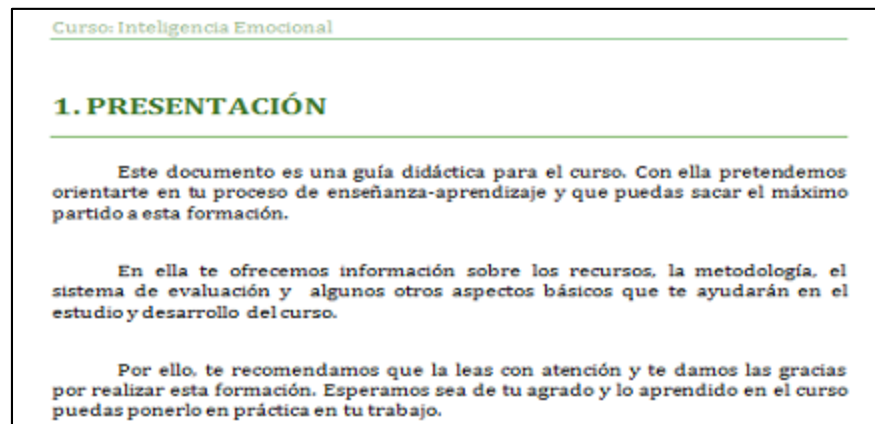 Curso: Inteligencia Emocional
1. PRESENTACIÓN
Este documento es una guía didáctica para el curso. Con ella pretendemos
orientarte en tu proceso de enseñanza-aprendizaje y que puedas sacar el máximo
partido a esta formación.
En ella te ofrecemos información sobre los recursos, la metodología, el
sistema de evaluación y algunos otros aspectos básicos que te ayudarán en el
estudio y desarrollo del curso.
Por ello, te recomendamos que la leas con atención y te damos las gracias
por realizar esta formación. Esperamos sea de tu agrado y lo aprendido en el curso
puedas ponerlo en práctica en tu trabajo.